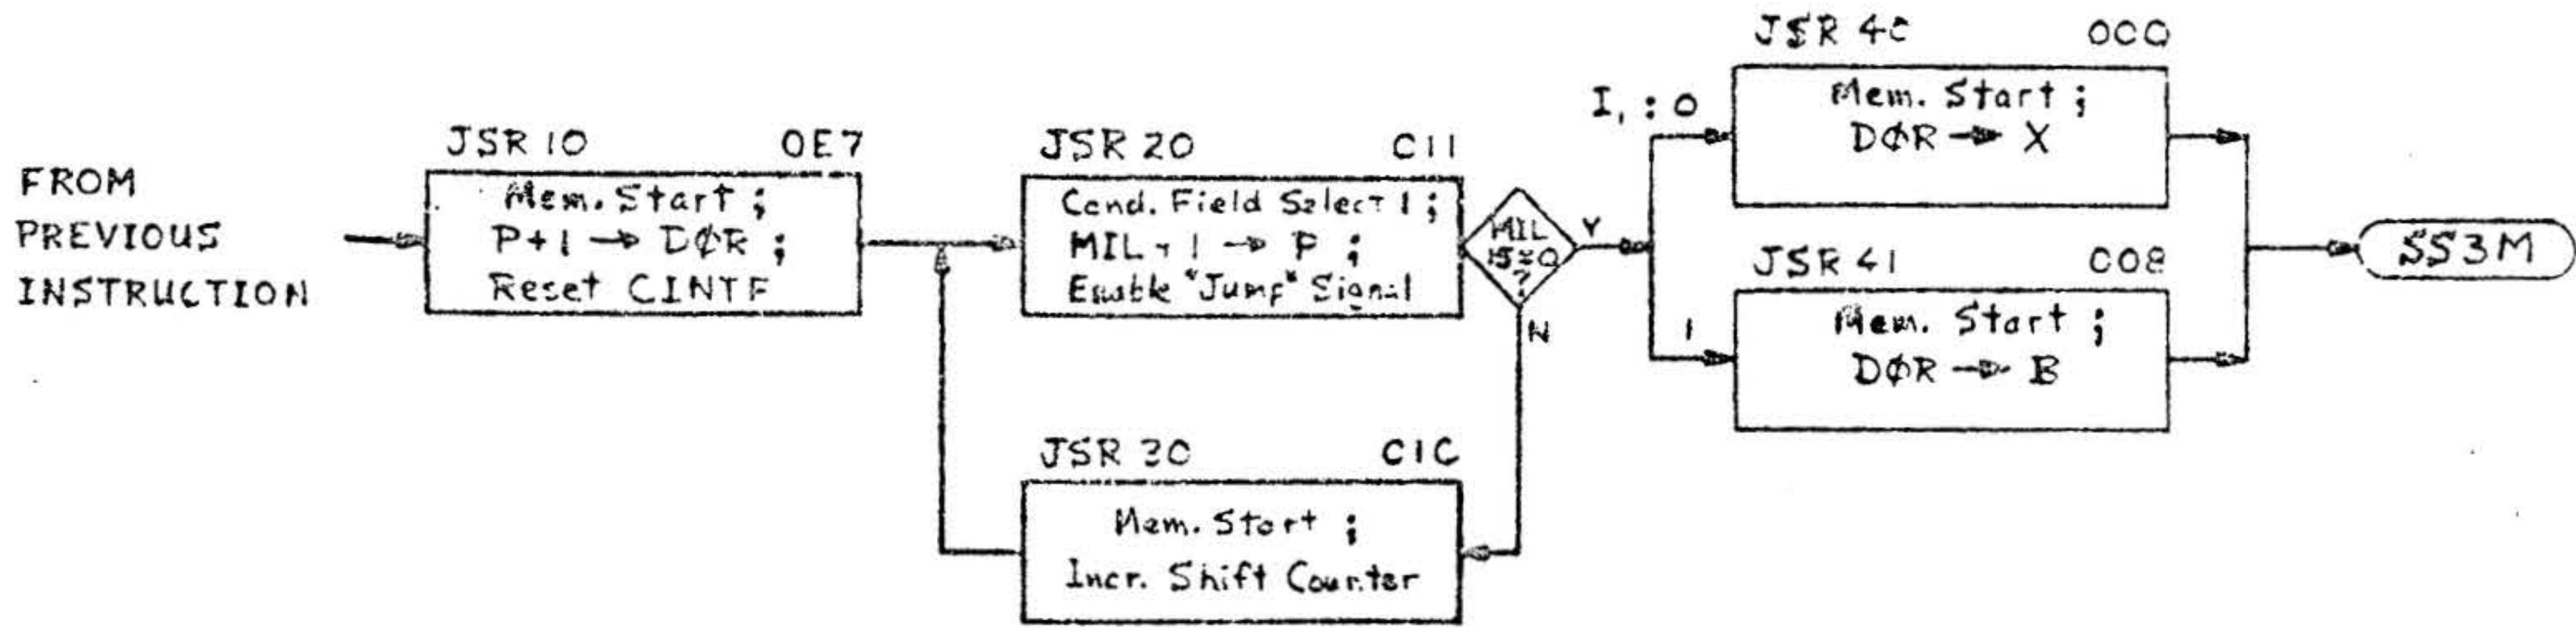 FROM
PREVIOUS
INSTRUCTION
JSR 10 0E7
Mem. Start ;
P+1 → DØR ;
Reset CINTF
JSR 20 C11
Cond. Field Select 1 ;
MIL + 1 → P ;
Enable "Jump" Signal
MIL
15=0
?
Y
N
JSR 30 C1C
Mem. Start ;
Incr. Shift Counter
I₁ : 0
JSR 40
Mem. Start ;
DØR → X
1
JSR 41
Mem. Start ;
DØR → B
SS3M